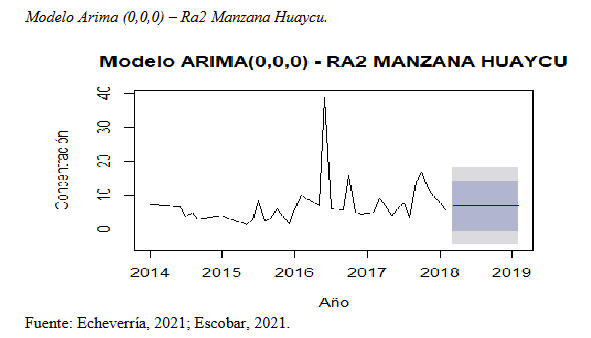 Modelo Arima (0,0,0) – Ra2 Manzana Huaycu.
Modelo ARIMA(0,0,0) - RA2 MANZANA HUAYCU
Concentración
40
30
20
10
0
2014 2015 2016 2017 2018 2019
Año
Fuente: Echeverría, 2021; Escobar, 2021.